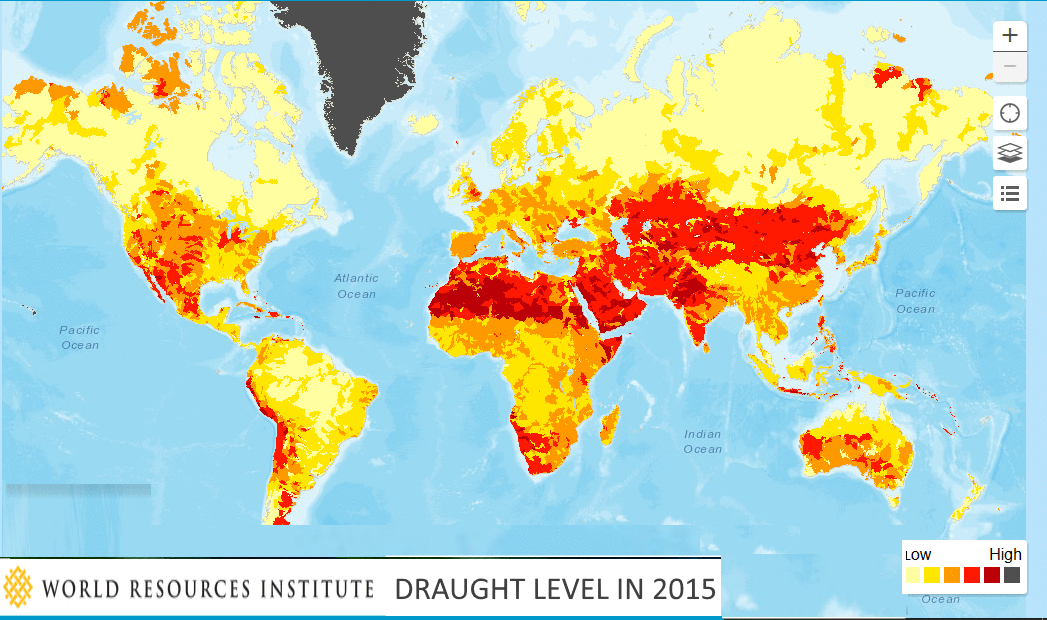 +
−
Atlantic
Ocean
Pacific
Ocean
Pacific
Ocean
Indian
Ocean
Low High
Ocean
WORLD RESOURCES INSTITUTE DRAUGHT LEVEL IN 2015